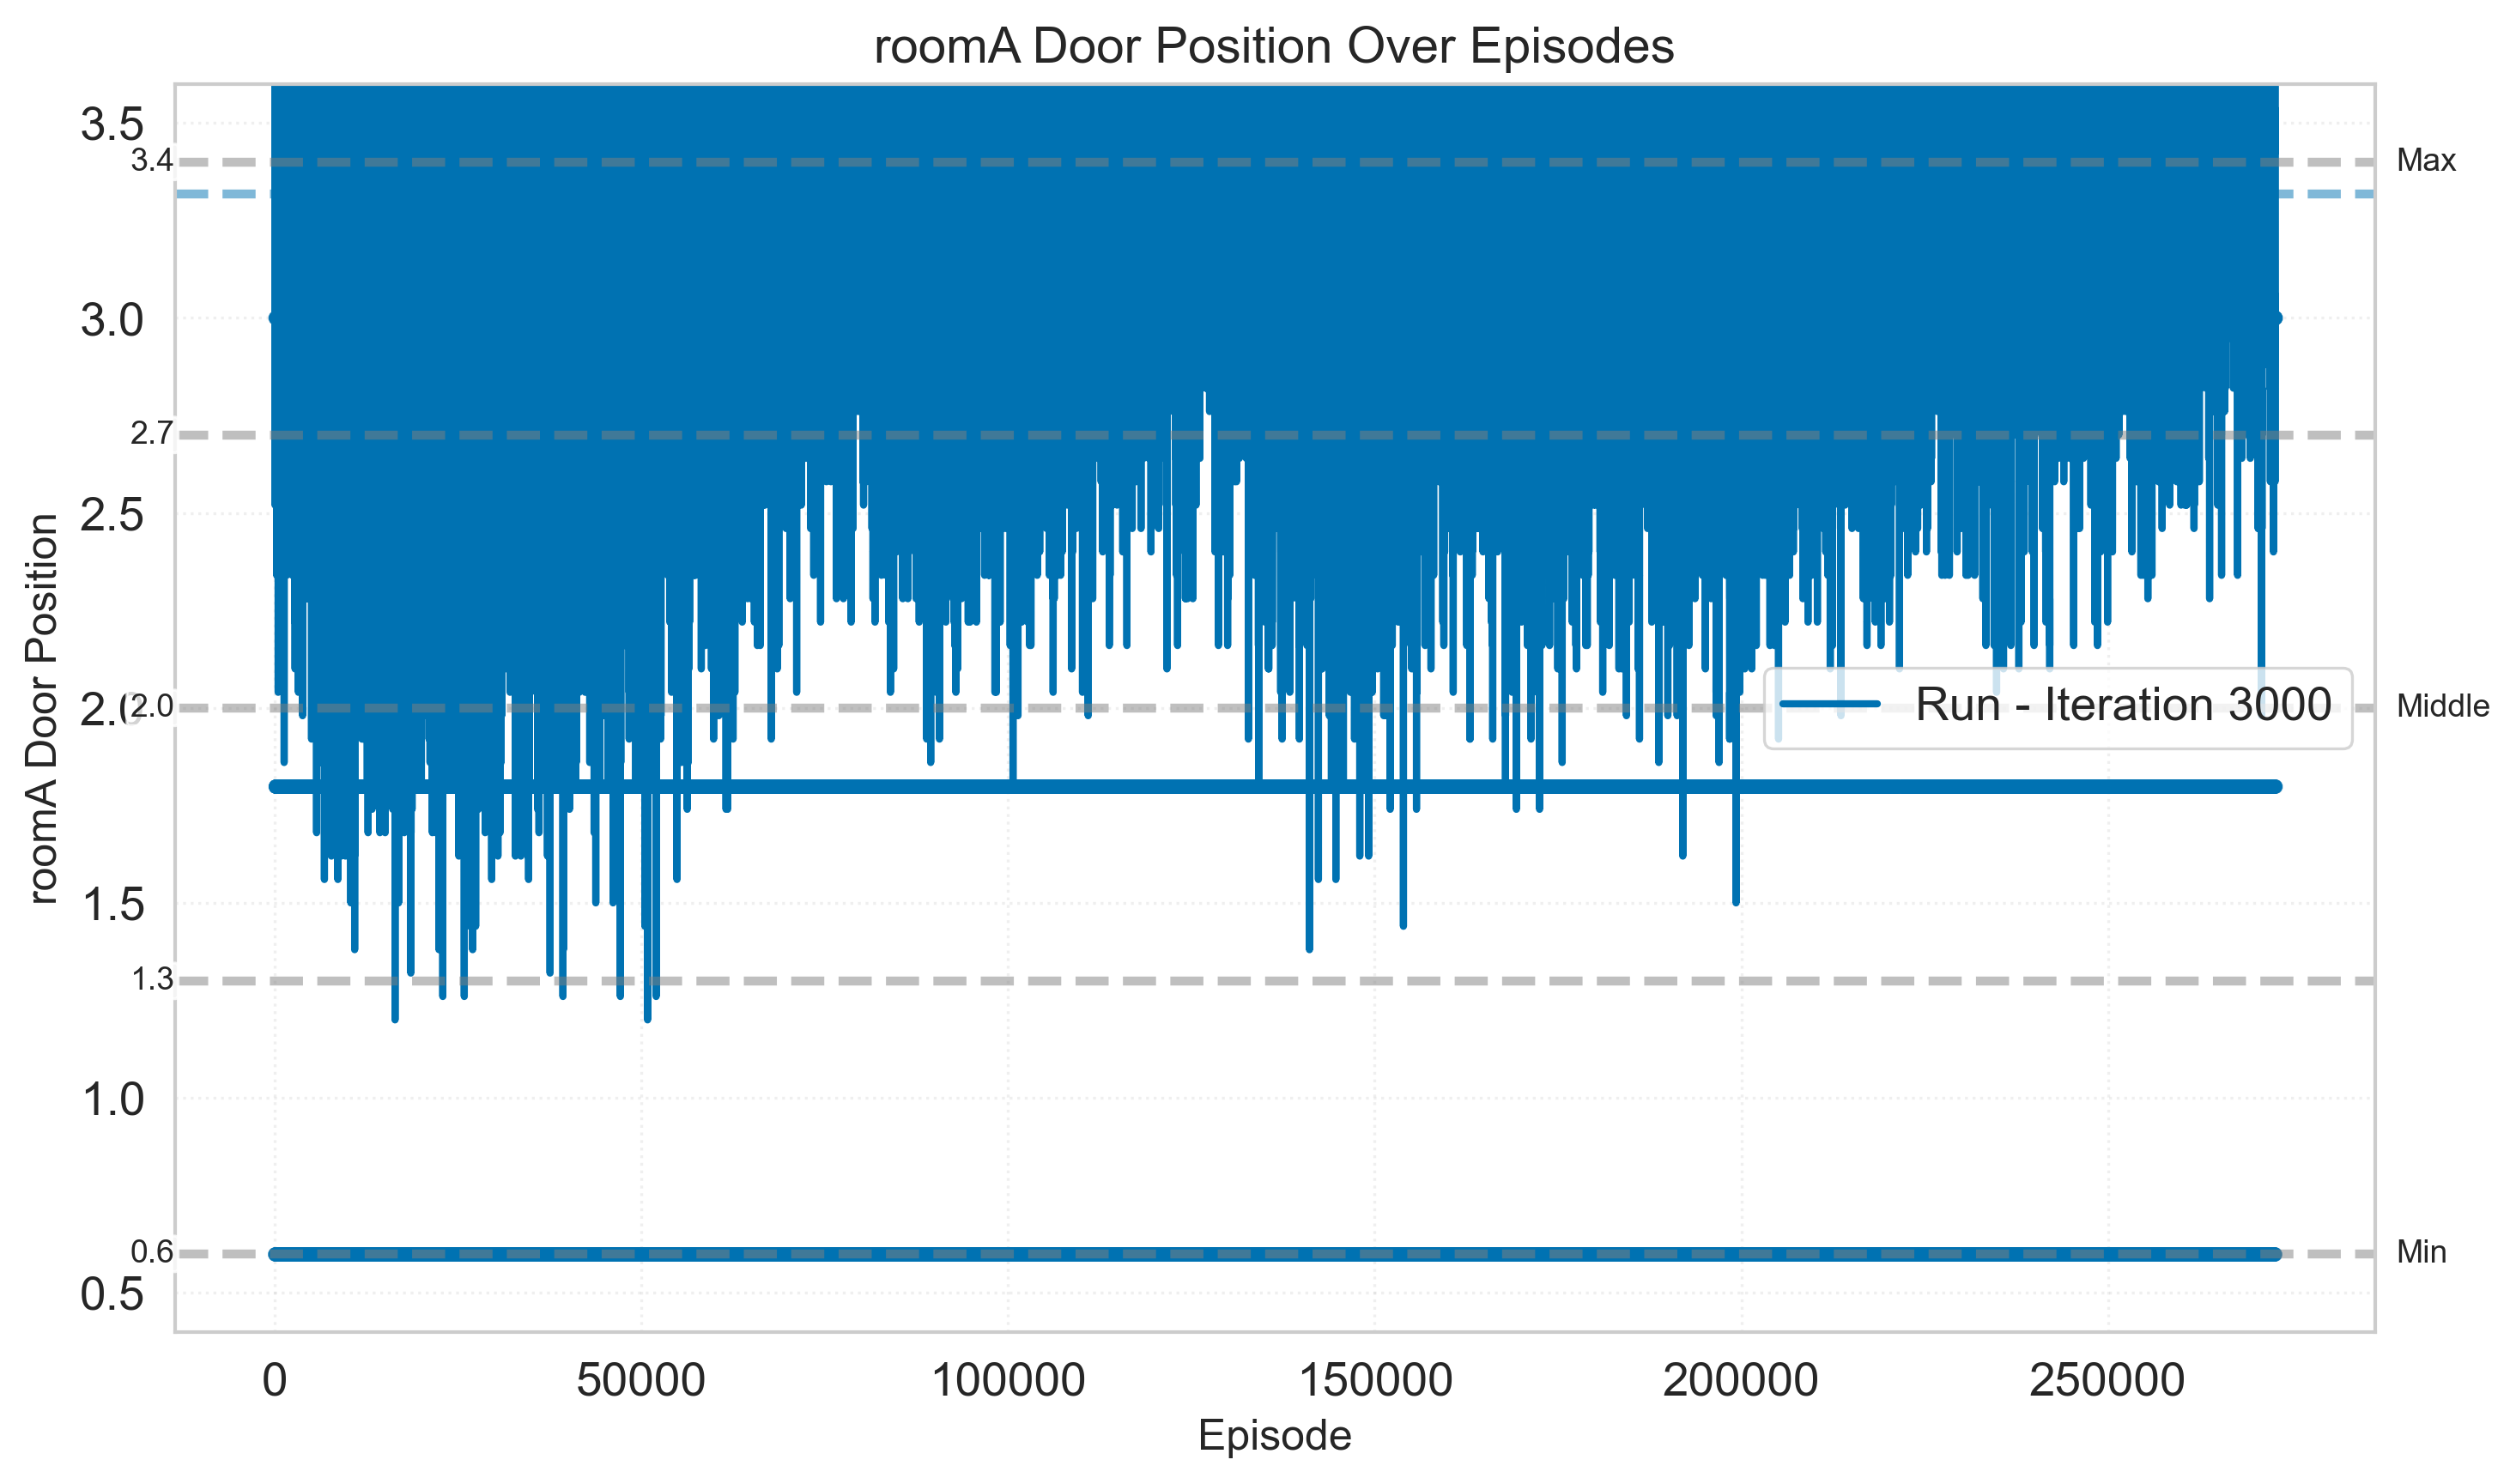 roomA Door Position Over Episodes
3.5
3.4
Max
3.0
2.7
2.5
2.0
2.0
Middle
Run - Iteration 3000
1.5
1.3
1.0
0.6
Min
0.5
roomA Door Position
0
50000
100000
150000
200000
250000
Episode